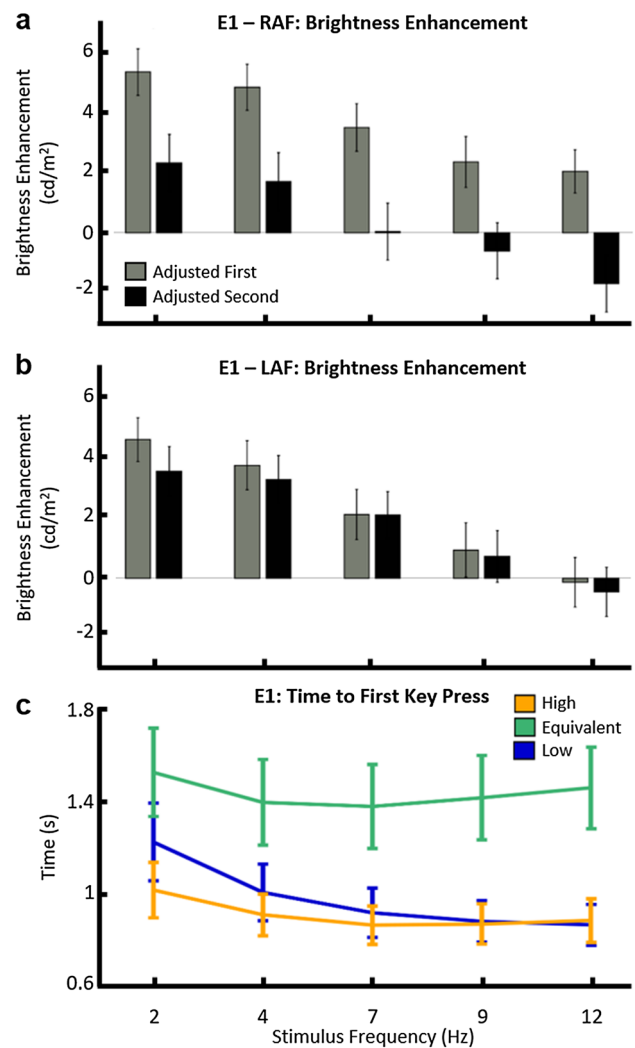 a
E1 – RAF: Brightness Enhancement
Brightness Enhancement
(cd/m²)
6
4
2
0
-2
Adjusted First
Adjusted Second
b
E1 – LAF: Brightness Enhancement
Brightness Enhancement
(cd/m²)
6
4
2
0
-2
c
E1: Time to First Key Press
High
Equivalent
Low
Time (s)
1.8
1.4
1
0.6
2 4 7 9 12
Stimulus Frequency (Hz)